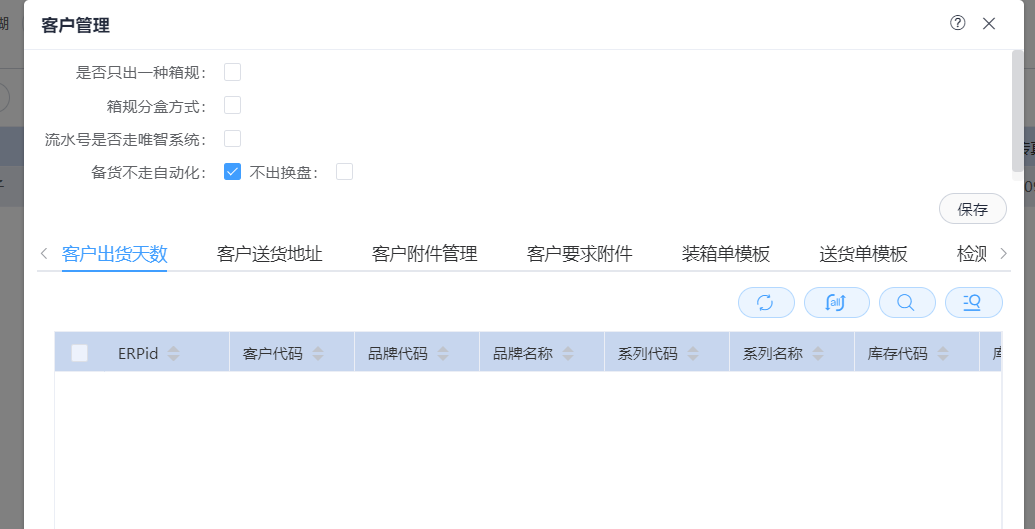 客户管理
是否只出一种箱规：
箱规分盒方式：
流水号是否走唯智系统：
备货不走自动化： 不出换盘：
保存
客户出货天数 客户送货地址 客户附件管理 客户要求附件 装箱单模板 送货单模板 检测
all
ERPid 客户代码 品牌代码 品牌名称 系列代码 系列名称 库存代码